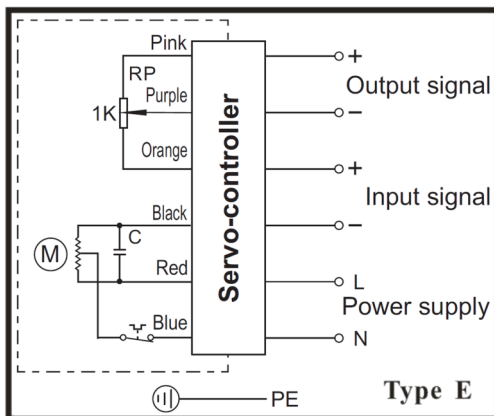 Pink
RP
1K
Purple
Orange
Black
C
M
Red
Blue
Servo-controller
+
Output signal
−
+
Input signal
−
L
Power supply
N
PE
Type E